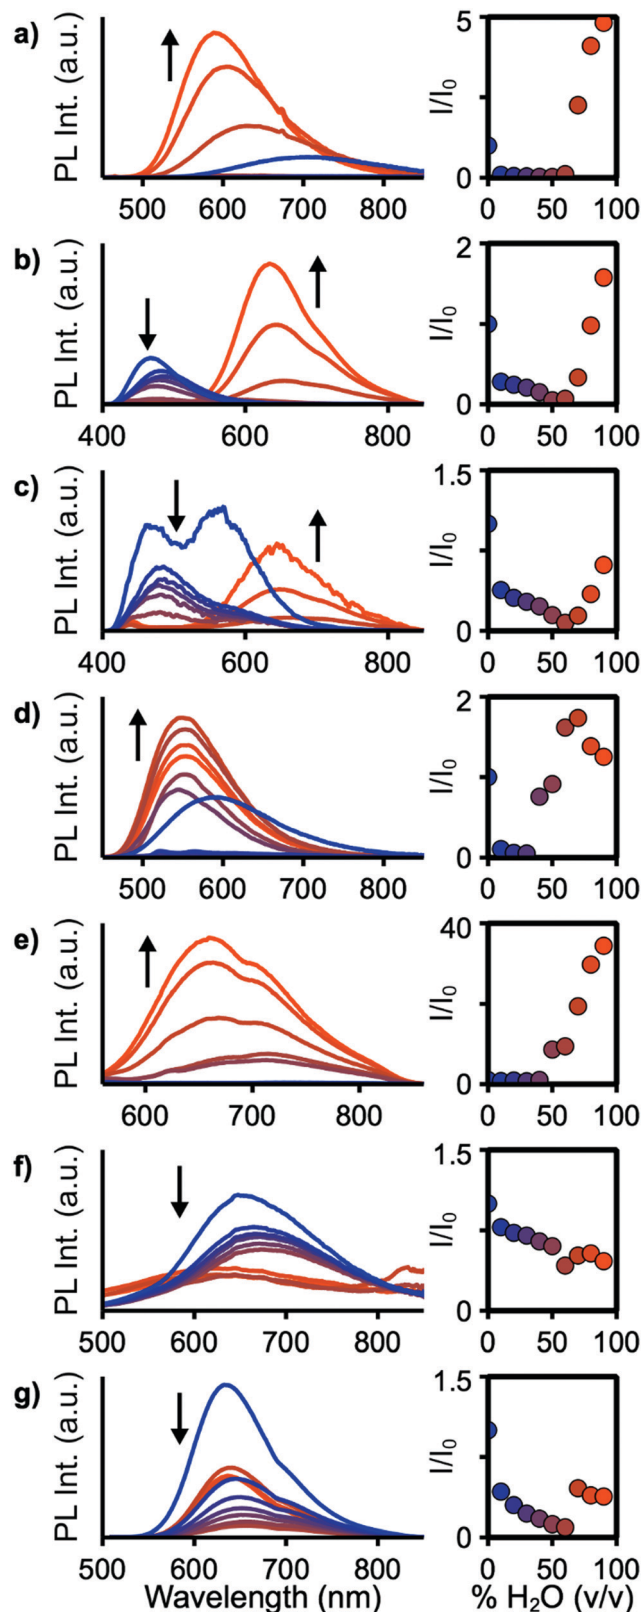 a) PL Int. (a.u.) I/I0 5 0
500 600 700 800 0 50 100
b) PL Int. (a.u.) I/I0 2 0
400 600 800 0 50 100
c) PL Int. (a.u.) I/I0 1.5 0
400 600 800 0 50 100
d) PL Int. (a.u.) I/I0 2 0
500 600 700 800 0 50 100
e) PL Int. (a.u.) I/I0 40 0
600 700 800 0 50 100
f) PL Int. (a.u.) I/I0 1.5 0
500 600 700 800 0 50 100
g) PL Int. (a.u.) I/I0 1.5 0
500 600 700 800 0 50 100
Wavelength (nm) % H₂O (v/v)